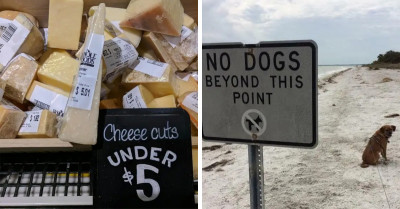 Cheese cuts
UNDER
$5
NO DOGS
BEYOND THIS
POINT